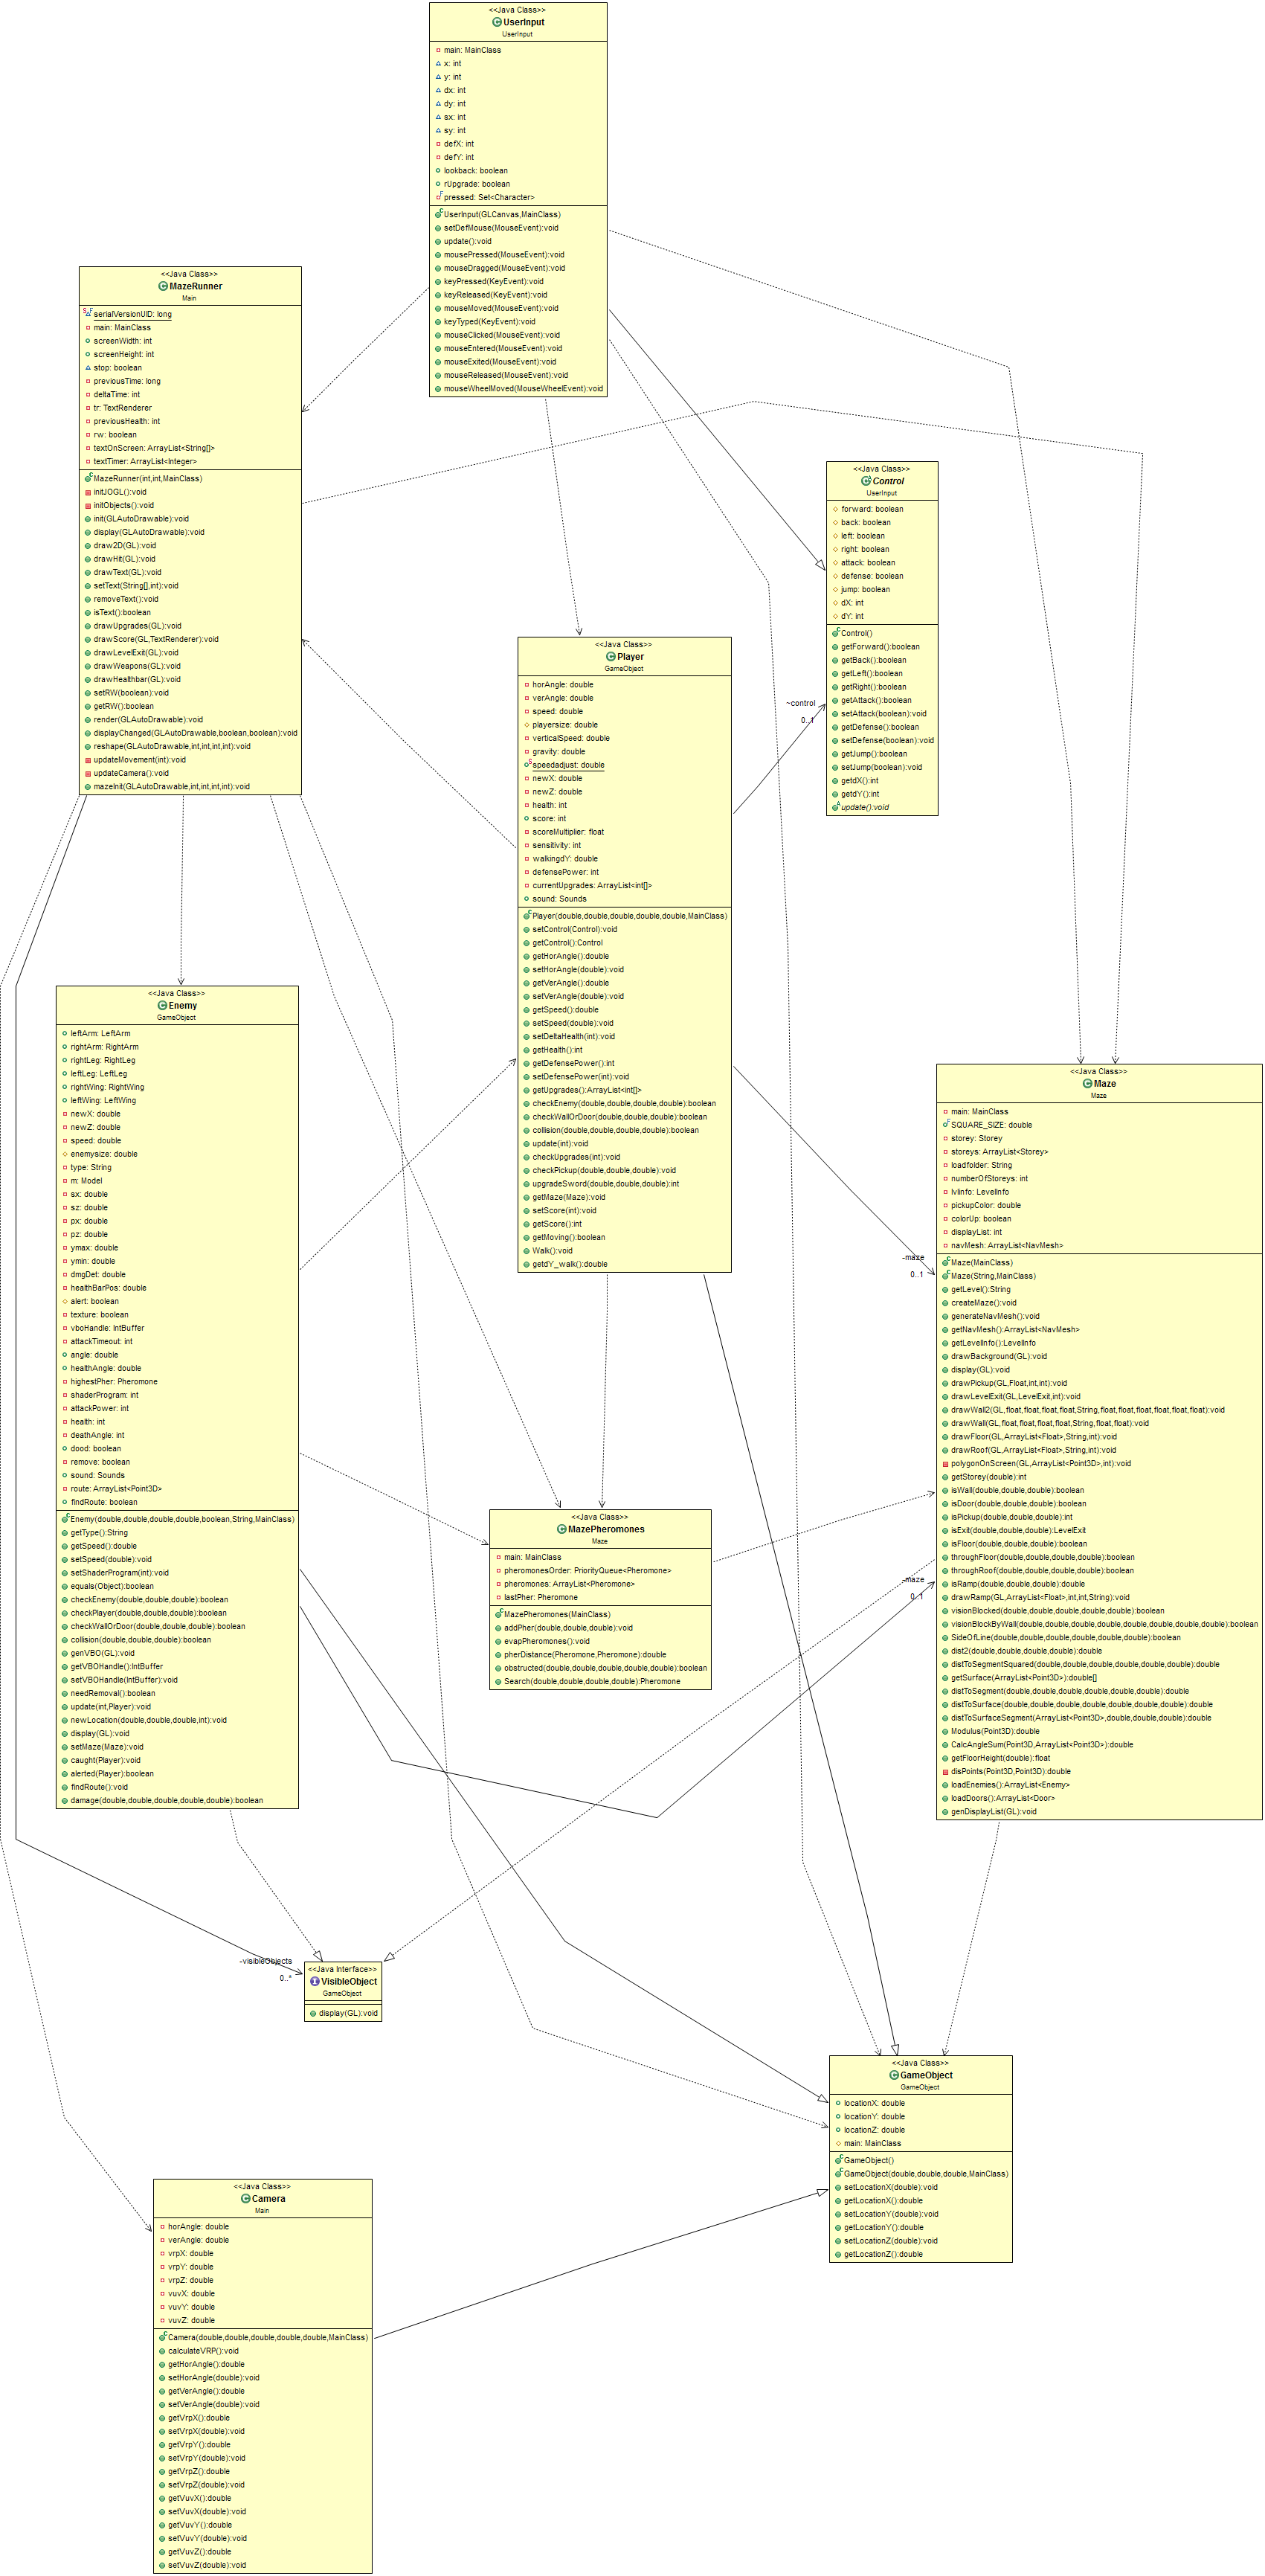 <<Java Class>>
UserInput
UserInput
main: MainClass
x: int
y: int
dx: int
dy: int
sx: int
sy: int
defX: int
defY: int
lookback: boolean
rUpgrade: boolean
pressed: Set<Character>
UserInput(GLCanvas,MainClass)
setDefMouse(MouseEvent):void
update():void
mousePressed(MouseEvent):void
mouseDragged(MouseEvent):void
keyPressed(KeyEvent):void
keyReleased(KeyEvent):void
mouseMoved(MouseEvent):void
keyTyped(KeyEvent):void
mouseClicked(MouseEvent):void
mouseEntered(MouseEvent):void
mouseExited(MouseEvent):void
mouseReleased(MouseEvent):void
mouseWheelMoved(MouseWheelEvent):void
<<Java Class>>
MazeRunner
Main
serialVersionUID: long
main: MainClass
screenWidth: int
screenHeight: int
stop: boolean
previousTime: long
deltaTime: int
tr: TextRenderer
previousHealth: int
rw: boolean
textOnScreen: ArrayList<String[]>
textTimer: ArrayList<Integer>
MazeRunner(int,int,MainClass)
initJOGL():void
initObjects():void
init(GLAutoDrawable):void
display(GLAutoDrawable):void
draw2D(GL):void
drawHit(GL):void
drawText(GL):void
setText(String[],int):void
removeText():void
isText():boolean
drawUpgrades(GL):void
drawScore(GL,TextRenderer):void
drawLevelExit(GL):void
drawWeapons(GL):void
drawHealthbar(GL):void
setRW(boolean):void
getRW():boolean
render(GLAutoDrawable):void
displayChanged(GLAutoDrawable,boolean,boolean):void
reshape(GLAutoDrawable,int,int,int,int):void
updateMovement(int):void
updateCamera():void
mazeInit(GLAutoDrawable,int,int,int,int):void
<<Java Class>>
Control
UserInput
forward: boolean
back: boolean
left: boolean
right: boolean
attack: boolean
defense: boolean
jump: boolean
dX: int
dY: int
Control()
getForward():boolean
getBack():boolean
getLeft():boolean
getRight():boolean
getAttack():boolean
setAttack(boolean):void
getDefense():boolean
setDefense(boolean):void
getJump():boolean
setJump(boolean):void
getdX():int
getdY():int
update():void
~control
0..1
<<Java Class>>
Player
GameObject
horAngle: double
verAngle: double
speed: double
playersize: double
verticalSpeed: double
gravity: double
speedadjust: double
newX: double
newZ: double
health: int
score: int
scoreMultiplier: float
sensitivity: int
walkingdY: double
defensePower: int
currentUpgrades: ArrayList<int[]>
sound: Sounds
Player(double,double,double,double,double,MainClass)
setControl(Control):void
getControl():Control
getHorAngle():double
setHorAngle(double):void
getVerAngle():double
setVerAngle(double):void
getSpeed():double
setSpeed(double):void
setDeltaHealth(int):void
getHealth():int
getDefensePower():int
setDefensePower(int):void
getUpgrades():ArrayList<int[]>
checkEnemy(double,double,double,double):boolean
checkWallOrDoor(double,double,double):boolean
collision(double,double,double,double):boolean
update(int):void
checkUpgrades(int):void
checkPickup(double,double,double):void
upgradeSword(double,double,double):int
getMaze(Maze):void
setScore(int):void
getScore():int
getMoving():boolean
Walk():void
getdY_walk():double
<<Java Class>>
Enemy
GameObject
leftArm: LeftArm
rightArm: RightArm
rightLeg: RightLeg
leftLeg: LeftLeg
rightWing: RightWing
leftWing: LeftWing
newX: double
newZ: double
speed: double
enemysize: double
type: String
m: Model
sx: double
sz: double
px: double
pz: double
ymax: double
ymin: double
dmgDet: double
healthBarPos: double
alert: boolean
texture: boolean
vboHandle: IntBuffer
attackTimeout: int
angle: double
healthAngle: double
highestPher: Pheromone
shaderProgram: int
attackPower: int
health: int
deathAngle: int
dood: boolean
remove: boolean
sound: Sounds
route: ArrayList<Point3D>
findRoute: boolean
Enemy(double,double,double,double,boolean,String,MainClass)
getType():String
getSpeed():double
setSpeed(double):void
setShaderProgram(int):void
equals(Object):boolean
checkEnemy(double,double,double):boolean
checkPlayer(double,double,double):boolean
checkWallOrDoor(double,double,double):boolean
collision(double,double,double):boolean
genVBO(GL):void
getVBOHandle():IntBuffer
setVBOHandle(IntBuffer):void
needRemoval():boolean
update(int,Player):void
newLocation(double,double,double,int):void
display(GL):void
setMaze(Maze):void
caught(Player):void
alerted(Player):boolean
findRoute():void
damage(double,double,double,double,double):boolean
<<Java Class>>
Maze
Maze
main: MainClass
SQUARE_SIZE: double
storey: Storey
storeys: ArrayList<Storey>
loadfolder: String
numberOfStoreys: int
lvlinfo: LevelInfo
pickupColor: double
colorUp: boolean
displayList: int
navMesh: ArrayList<NavMesh>
Maze(MainClass)
Maze(String,MainClass)
getLevel():String
createMaze():void
generateNavMesh():void
getNavMesh():ArrayList<NavMesh>
getLevelInfo():LevelInfo
drawBackground(GL):void
display(GL):void
drawPickup(GL,Float,int,int):void
drawLevelExit(GL,LevelExit,int):void
drawWall2(GL,float,float,float,float,String,float,float,float,float,float,float):void
drawWall(GL,float,float,float,float,String,float,float):void
drawFloor(GL,ArrayList<Float>,String,int):void
drawRoof(GL,ArrayList<Float>,String,int):void
polygonOnScreen(GL,ArrayList<Point3D>,int):void
getStorey(double):int
isWall(double,double,double):boolean
isDoor(double,double,double):boolean
isPickup(double,double,double):int
isExit(double,double,double):LevelExit
isFloor(double,double,double):boolean
throughFloor(double,double,double,double):boolean
throughRoof(double,double,double,double):boolean
isRamp(double,double,double):double
drawRamp(GL,ArrayList<Float>,int,int,String):void
visionBlocked(double,double,double,double,double):boolean
visionBlockByWall(double,double,double,double,double,double,double,double):boolean
SideOfLine(double,double,double,double,double,double):boolean
dist2(double,double,double,double):double
distToSegmentSquared(double,double,double,double,double,double):double
getSurface(ArrayList<Point3D>):double[]
distToSegment(double,double,double,double,double,double):double
distToSurface(double,double,double,double,double,double,double):double
distToSurfaceSegment(ArrayList<Point3D>,double,double,double):double
Modulus(Point3D):double
CalcAngleSum(Point3D,ArrayList<Point3D>):double
getFloorHeight(double):float
disPoints(Point3D,Point3D):double
loadEnemies():ArrayList<Enemy>
loadDoors():ArrayList<Door>
genDisplayList(GL):void
-maze
0..1
-maze
0..1
<<Java Class>>
MazePheromones
Maze
main: MainClass
pheromonesOrder: PriorityQueue<Pheromone>
pheromones: ArrayList<Pheromone>
lastPher: Pheromone
MazePheromones(MainClass)
addPher(double,double,double):void
evapPheromones():void
pherDistance(Pheromone,Pheromone):double
obstructed(double,double,double,double,double):boolean
Search(double,double,double,double):Pheromone
-visibleObjects
0..*
<<Java Interface>>
VisibleObject
GameObject
display(GL):void
<<Java Class>>
GameObject
GameObject
locationX: double
locationY: double
locationZ: double
main: MainClass
GameObject()
GameObject(double,double,double,MainClass)
setLocationX(double):void
getLocationX():double
setLocationY(double):void
getLocationY():double
setLocationZ(double):void
getLocationZ():double
<<Java Class>>
Camera
Main
horAngle: double
verAngle: double
vrpX: double
vrpY: double
vrpZ: double
vuvX: double
vuvY: double
vuvZ: double
Camera(double,double,double,double,double,MainClass)
calculateVRP():void
getHorAngle():double
setHorAngle(double):void
getVerAngle():double
setVerAngle(double):void
getVrpX():double
setVrpX(double):void
getVrpY():double
setVrpY(double):void
getVrpZ():double
setVrpZ(double):void
getVuvX():double
setVuvX(double):void
getVuvY():double
setVuvY(double):void
getVuvZ():double
setVuvZ(double):void